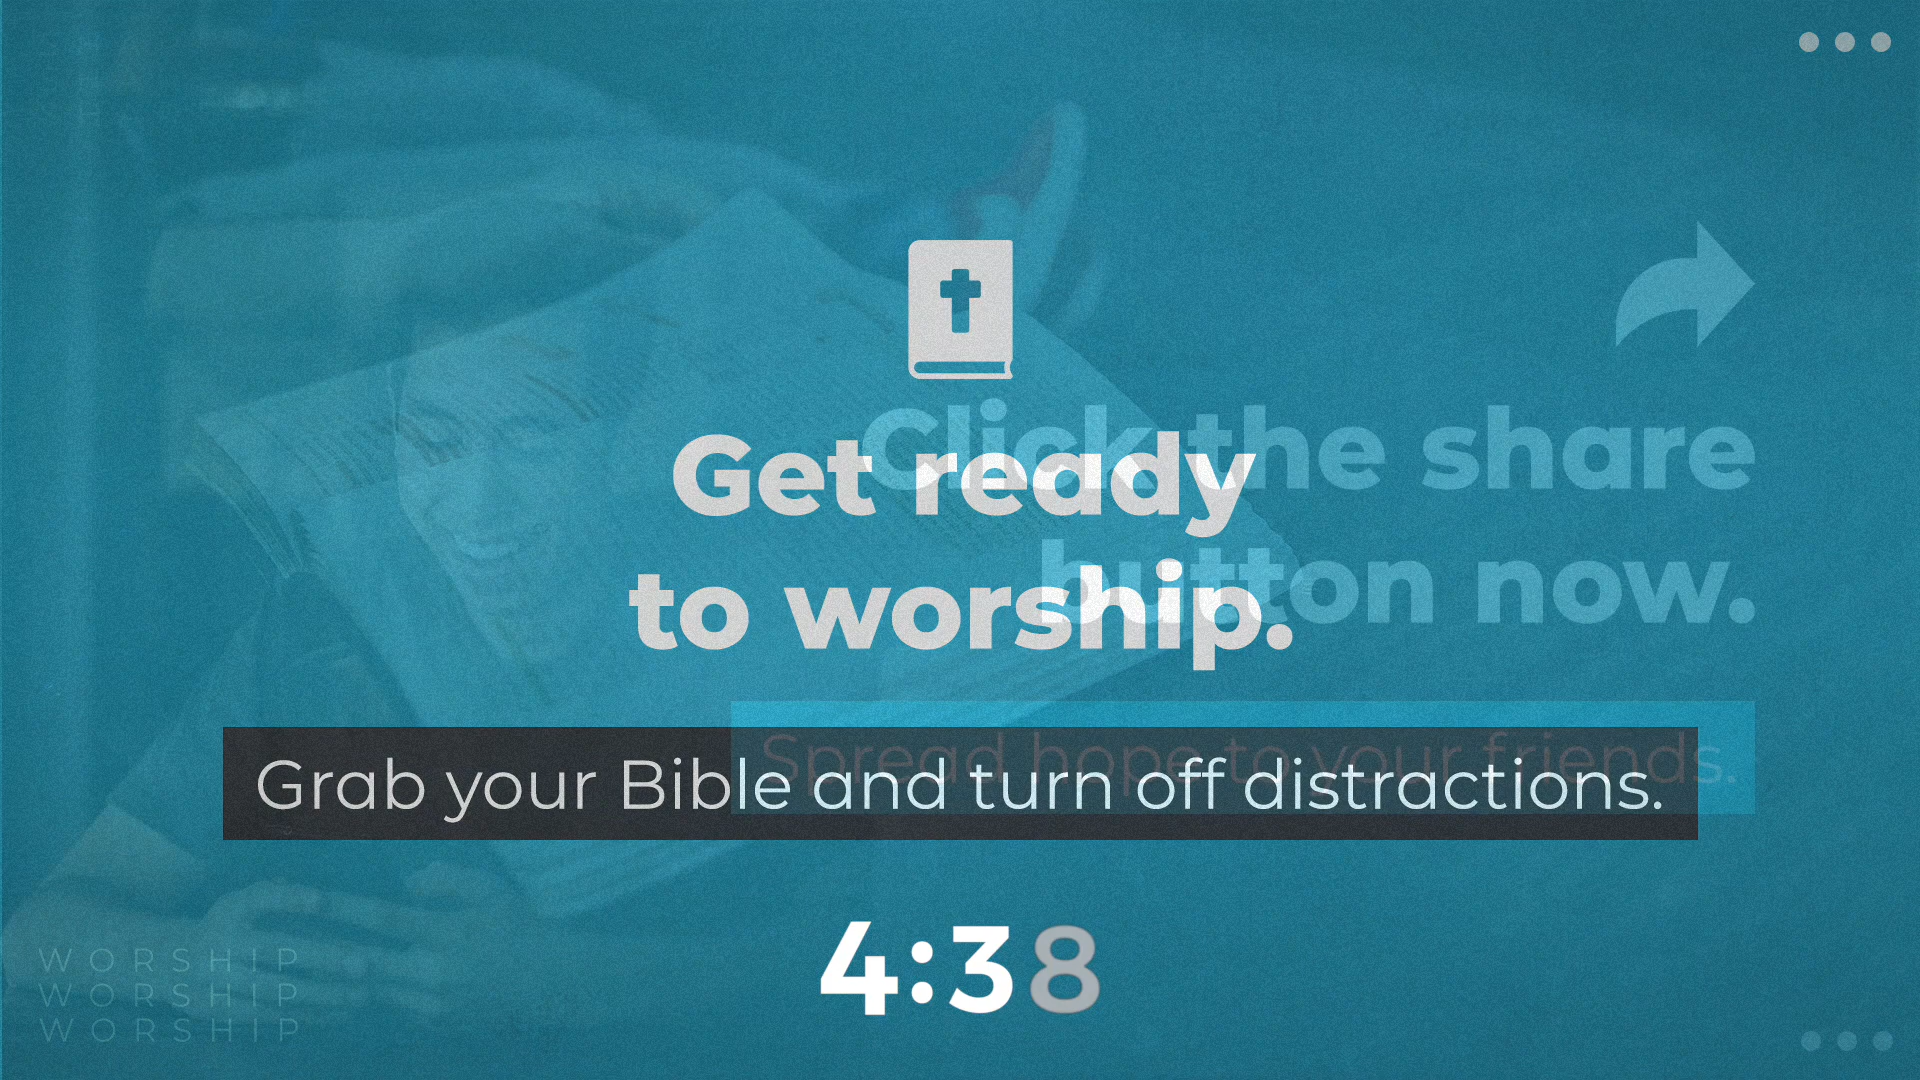 Get ready
to worship.
Click the share
button now.
Spread hope to your friends.
Grab your Bible and turn off distractions.
4:38
WORSHIP
WORSHIP
WORSHIP